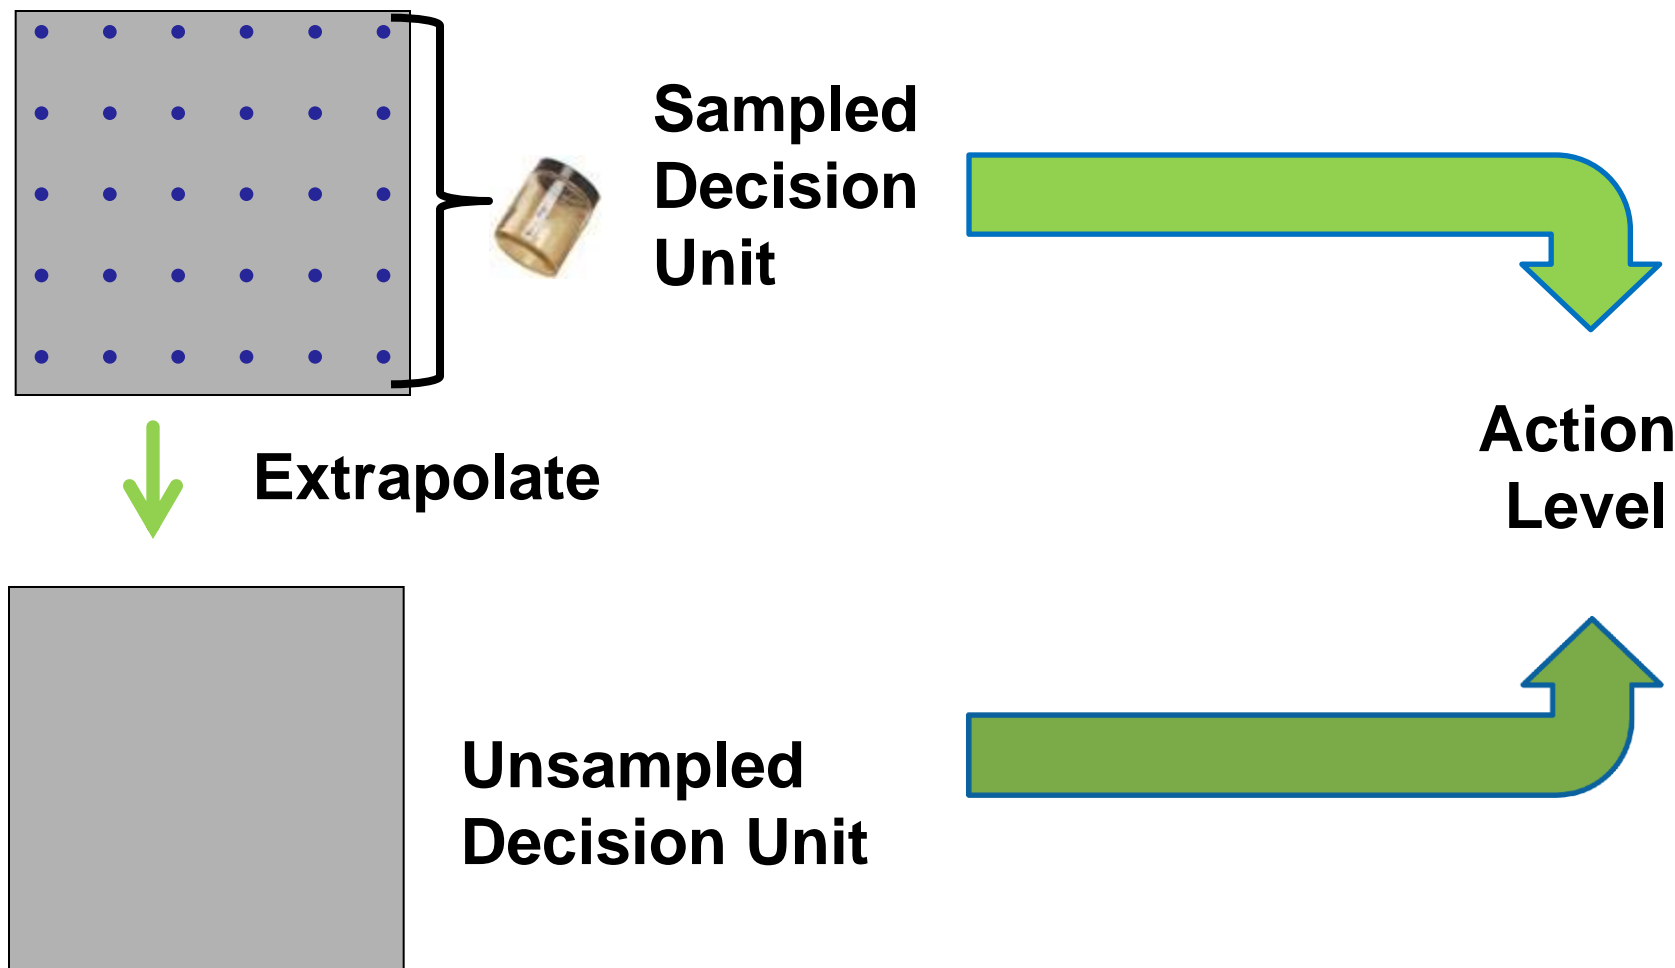 Sampled
Decision
Unit
Extrapolate
Action
Level
Unsampled
Decision Unit